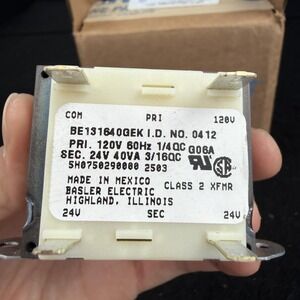 COM PRI 120V
BE131640GEK I.D. NO. 0412
PRI. 120V 60Hz 1/4QC G06A
SEC. 24V 40VA 3/16QC
SH0750290000 2503
MADE IN MEXICO CLASS 2 XFMR
BASLER ELECTRIC
HIGHLAND, ILLINOIS
24V SEC 24V